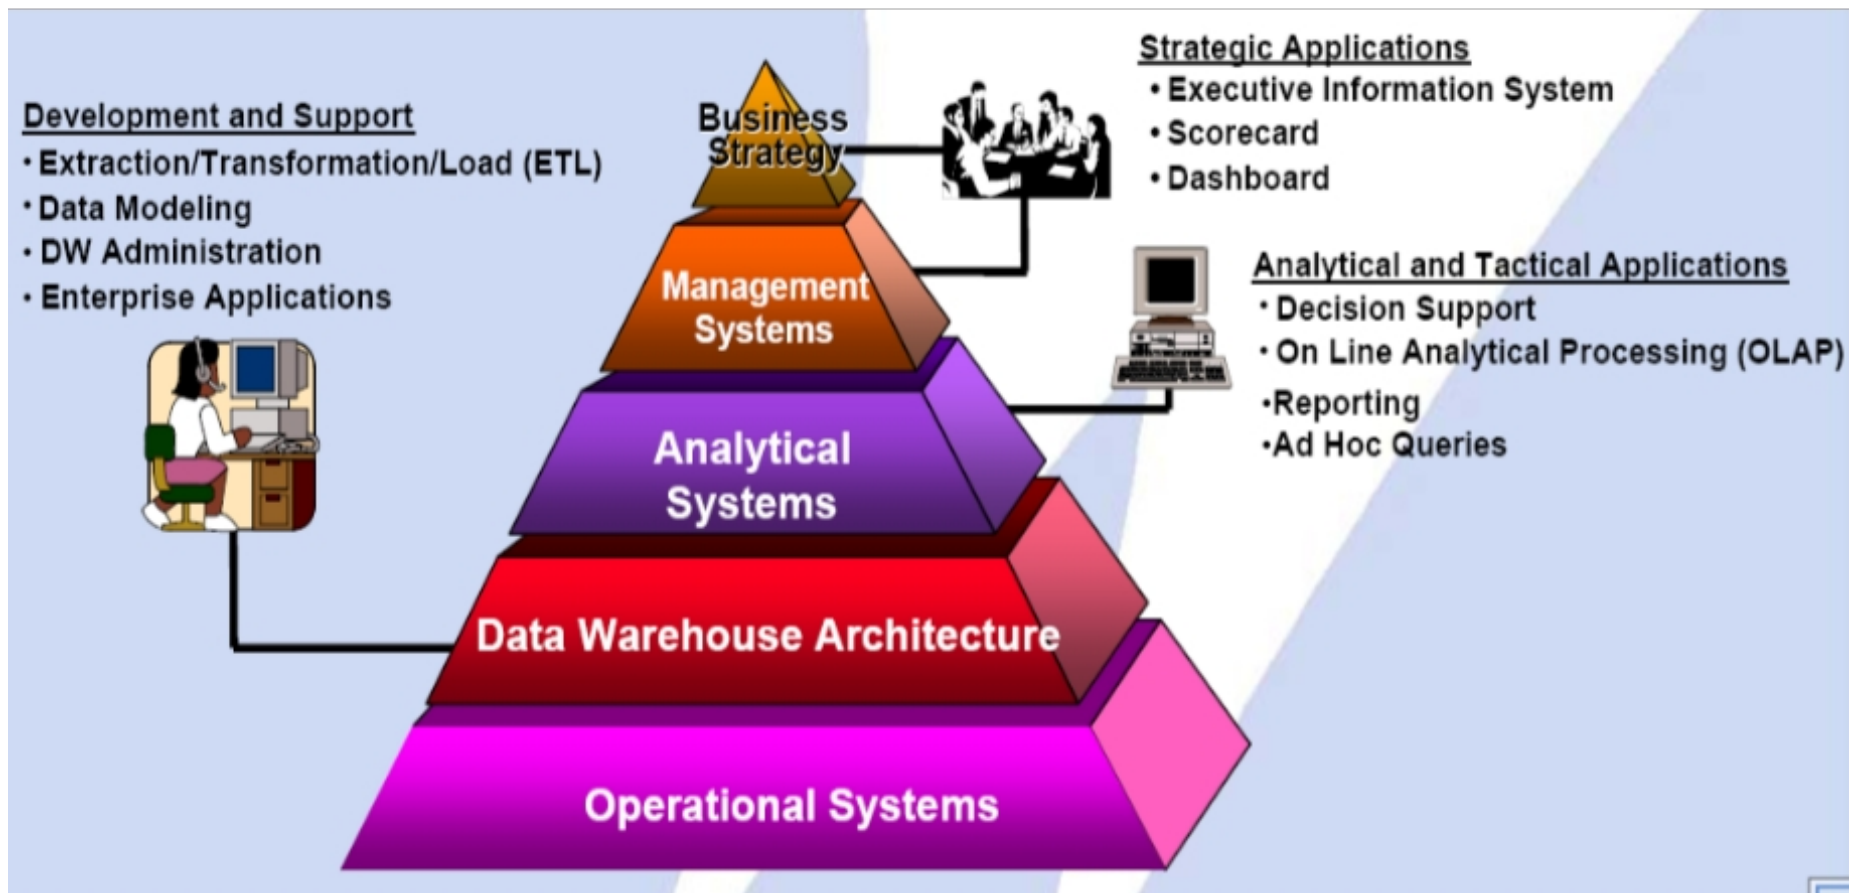 Development and Support
• Extraction/Transformation/Load (ETL)
• Data Modeling
• DW Administration
• Enterprise Applications
Business
Strategy
Management
Systems
Analytical
Systems
Data Warehouse Architecture
Operational Systems
Strategic Applications
• Executive Information System
• Scorecard
• Dashboard
Analytical and Tactical Applications
• Decision Support
• On Line Analytical Processing (OLAP)
•Reporting
•Ad Hoc Queries